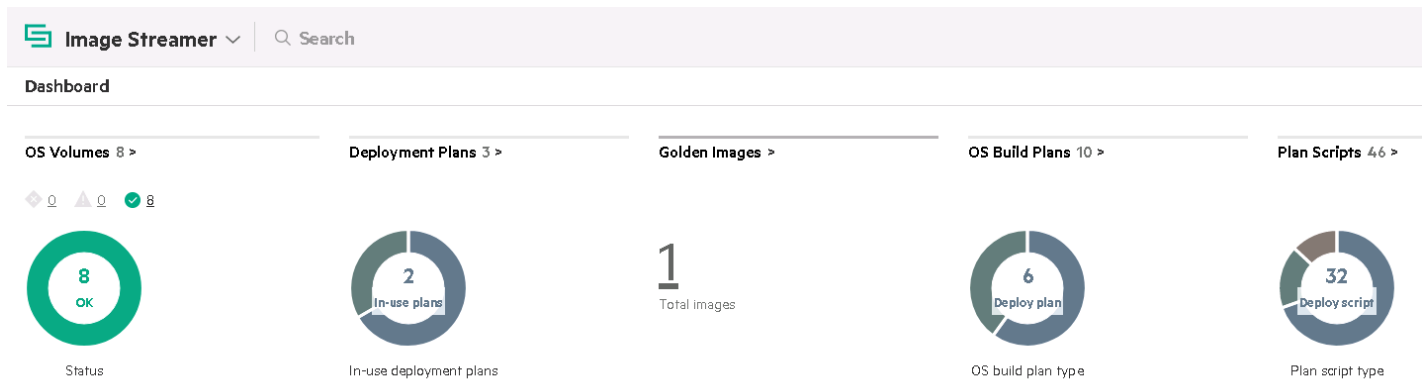 Image Streamer Search
Dashboard
OS Volumes 8 > Deployment Plans 3 > Golden Images > OS Build Plans 10 > Plan Scripts 46 >
0 0 8
8 2 1 6 32
OK In-use plans Total images Deploy plan Deploy script
Status In-use deployment plans OS build plan type Plan script type